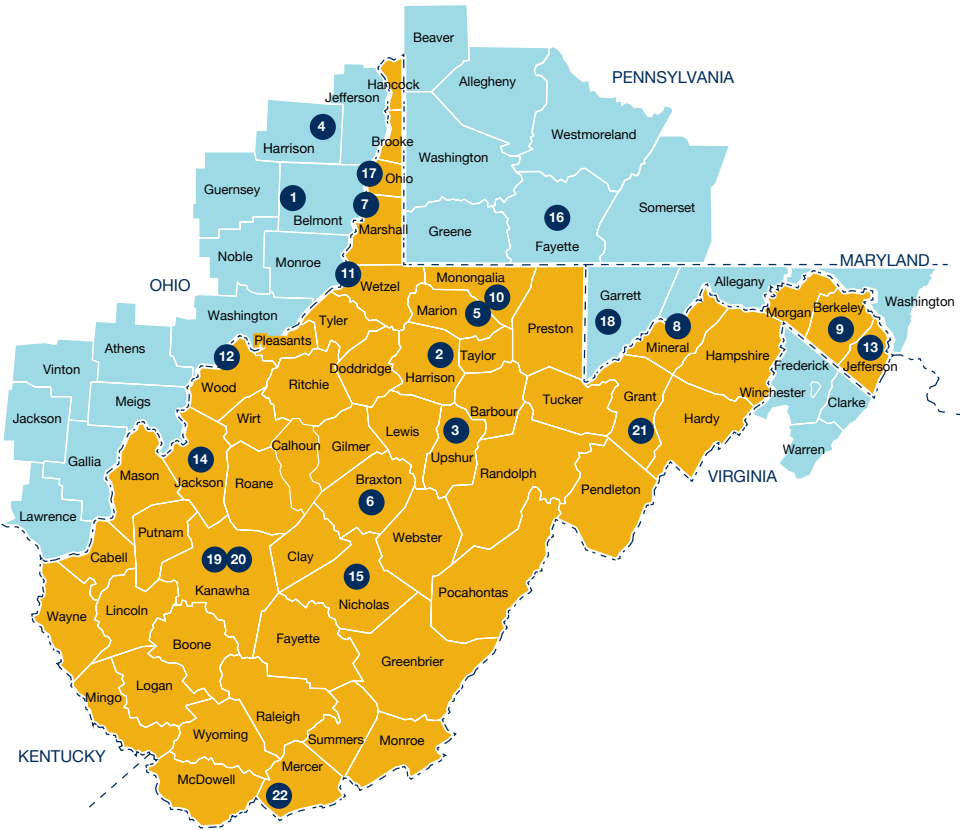 Beaver
PENNSYLVANIA
Allegheny
Hancock
Jefferson
4
Westmoreland
Brooke
Harrison
Washington
17
Ohio
Guernsey
1
7
Somerset
16
Belmont
Marshall
Greene
Fayette
Noble
Monroe
MARYLAND
11
Monongalia
OHIO
Wetzel
Allegany
10
Garrett
Washington
Marion
5
Morgan
Berkeley
Washington
Tyler
18
8
9
Preston
Pleasants
Mineral
13
Athens
12
2
Taylor
Hampshire
Jefferson
Vinton
Doddridge
Harrison
Frederick
Wood
Ritchie
Winchester
Meigs
Tucker
Grant
Clarke
Jackson
Wirt
Barbour
Hardy
Lewis
3
21
Calhoun
Gilmer
Warren
Gallia
14
Upshur
Mason
Jackson
Roane
Braxton
Randolph
VIRGINIA
Pendleton
6
Lawrence
Putnam
Webster
Cabell
19
20
Clay
15
Kanawha
Pocahontas
Nicholas
Lincoln
Wayne
Fayette
Boone
Greenbrier
Logan
Mingo
Raleigh
Wyoming
Summers
Monroe
KENTUCKY
Mercer
McDowell
22